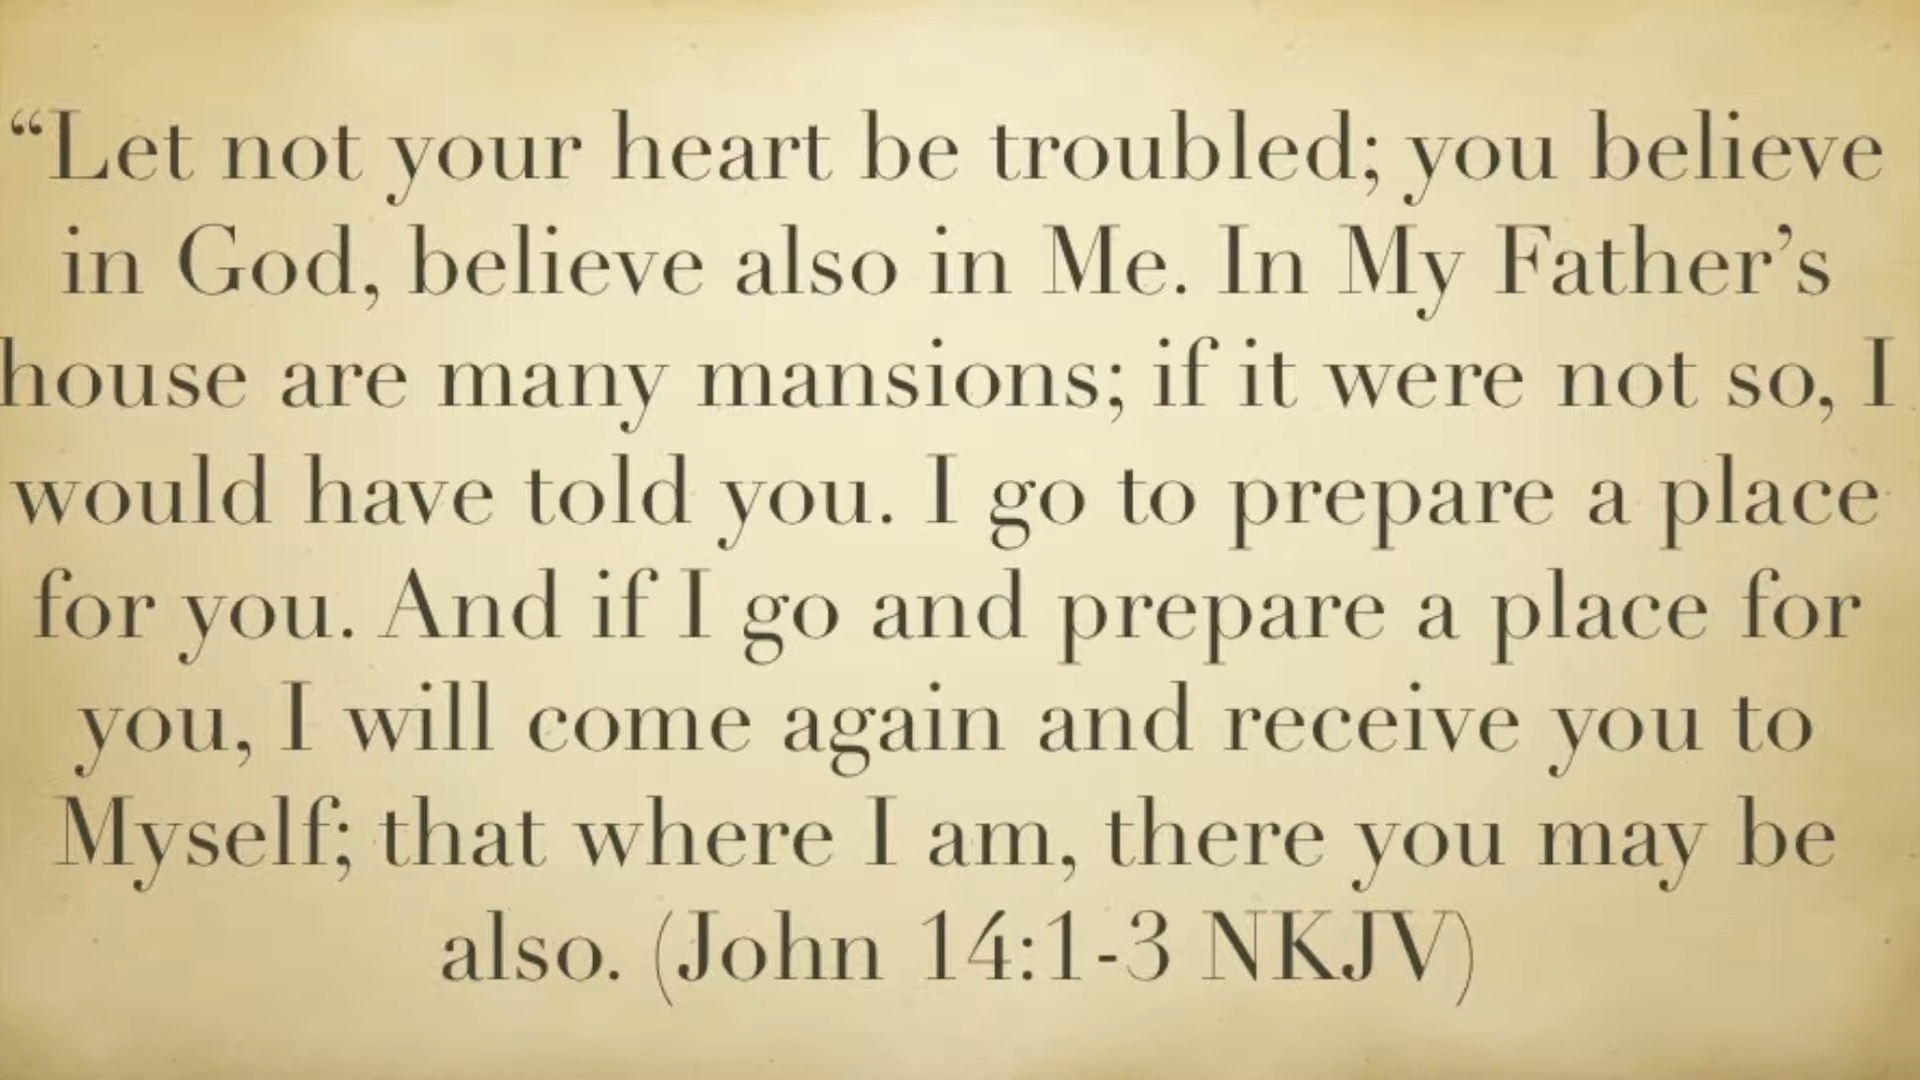 “Let not your heart be troubled; you believe
in God, believe also in Me. In My Father’s
house are many mansions; if it were not so, I
would have told you. I go to prepare a place
for you. And if I go and prepare a place for
you, I will come again and receive you to
Myself; that where I am, there you may be
also. (John 14:1-3 NKJV)